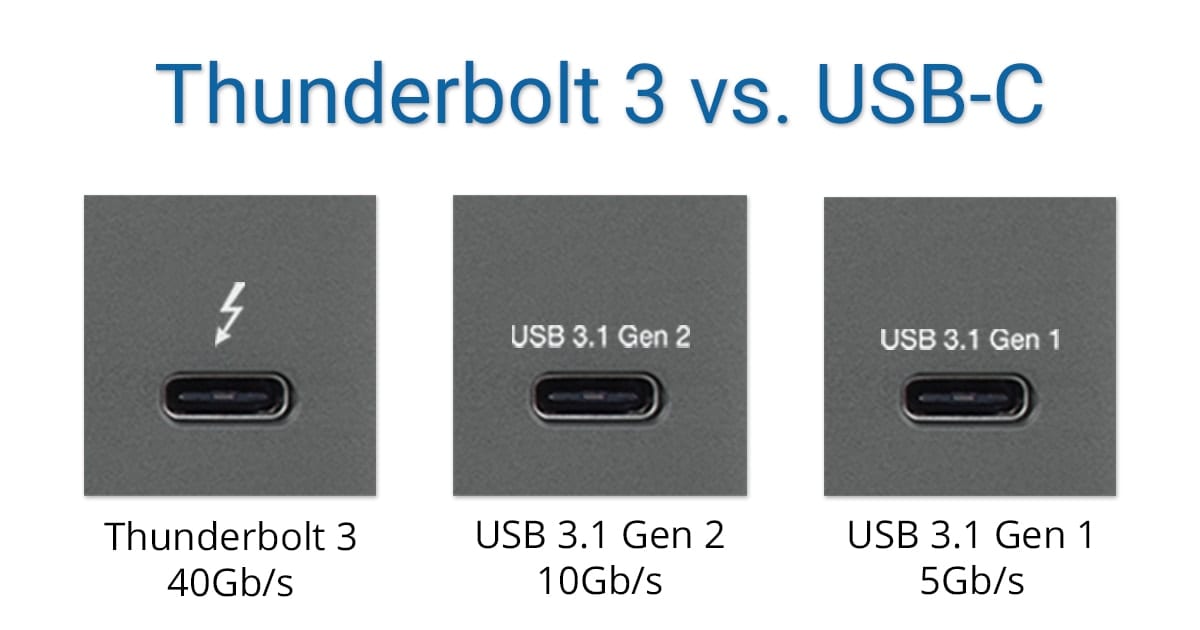 Thunderbolt 3 vs. USB-C
USB 3.1 Gen 2
USB 3.1 Gen 1
Thunderbolt 3
40Gb/s
USB 3.1 Gen 2
10Gb/s
USB 3.1 Gen 1
5Gb/s